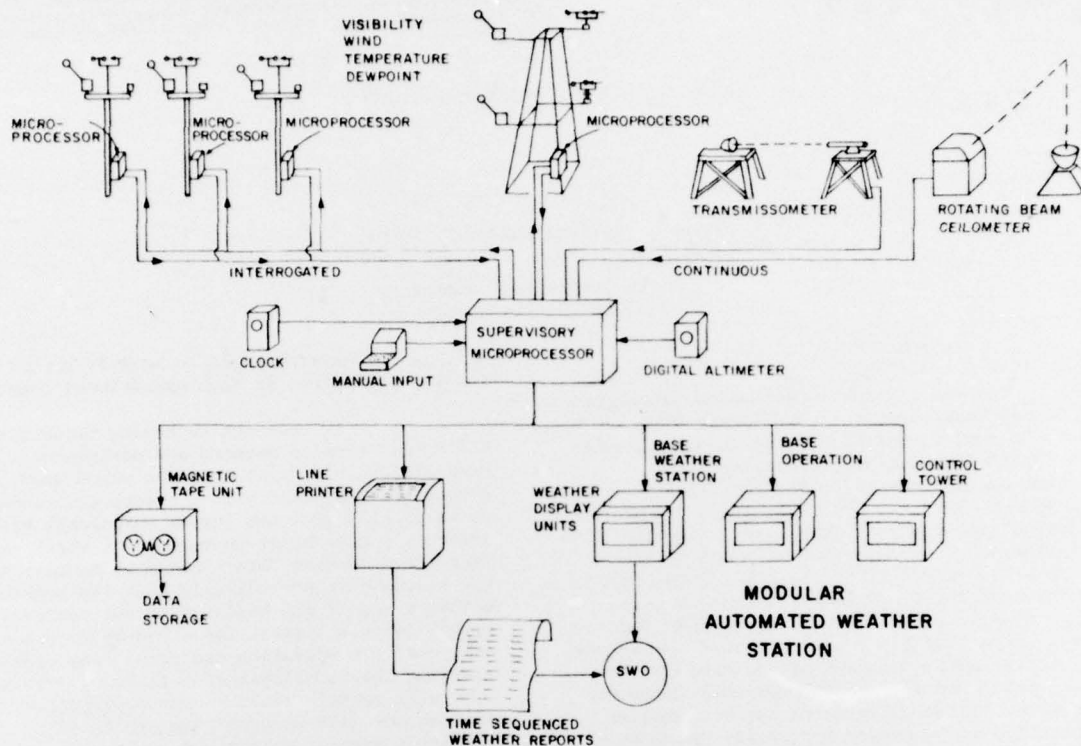 VISIBILITY
WIND
TEMPERATURE
DEWPOINT
MICRO-
PROCESSOR
MICRO-
PROCESSOR
MICROPROCESSOR
MICROPROCESSOR
TRANSMISSOMETER
ROTATING BEAM
CEILOMETER
INTERROGATED
CONTINUOUS
CLOCK
MANUAL INPUT
SUPERVISORY
MICROPROCESSOR
DIGITAL ALTIMETER
MAGNETIC
TAPE UNIT
LINE
PRINTER
WEATHER
DISPLAY
UNITS
BASE
WEATHER
STATION
BASE
OPERATION
CONTROL
TOWER
DATA
STORAGE
MODULAR
AUTOMATED WEATHER
STATION
SWO
TIME SEQUENCED
WEATHER REPORTS